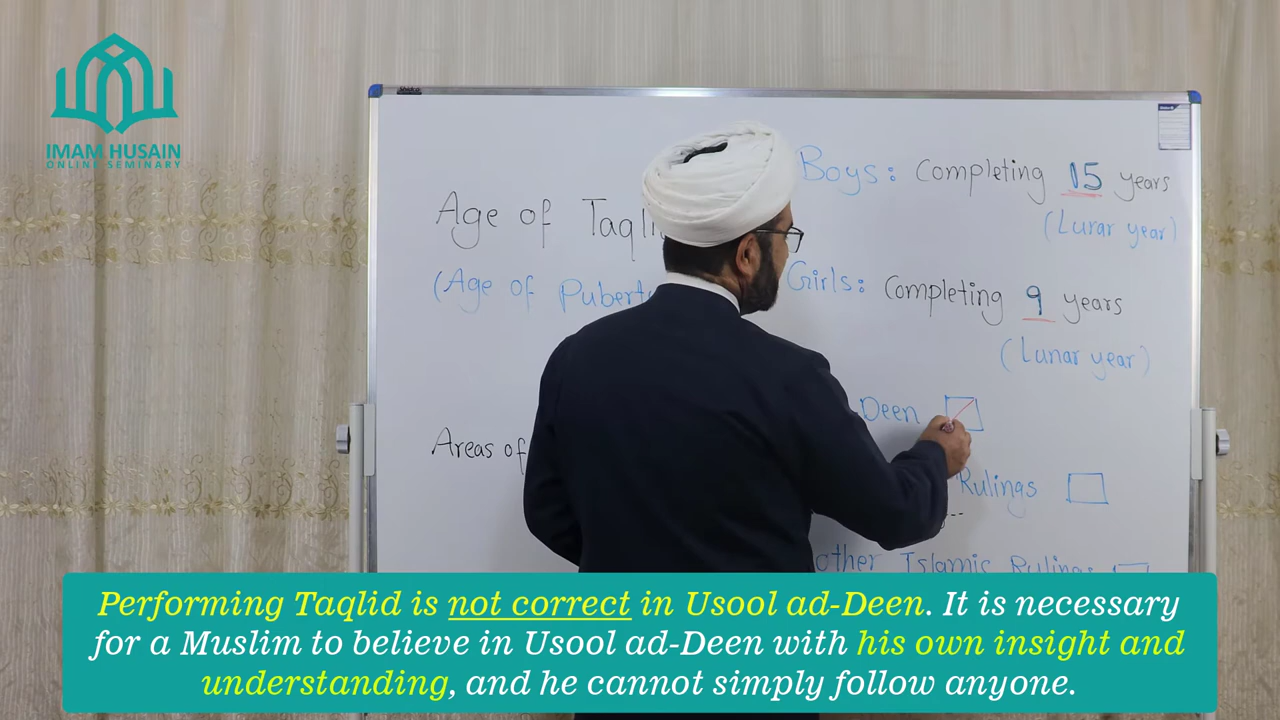 IMAM HUSAIN
ONLINE SEMINARY
Boys: Completing 15 years
(Lunar year)
Age of Taqli
(Age of Pubert
Girls: Completing 9 years
(Lunar year)
Deen
Areas of
Rulings
other Islamic Rulings
Performing Taqlid is not correct in Usool ad-Deen. It is necessary
for a Muslim to believe in Usool ad-Deen with his own insight and
understanding, and he cannot simply follow anyone.